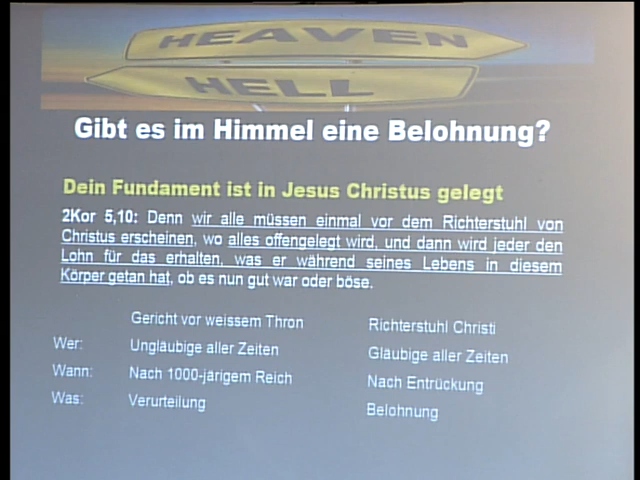 HEAVEN
HELL
Gibt es im Himmel eine Belohnung?
Dein Fundament ist in Jesus Christus gelegt
2Kor 5,10: Denn wir alle müssen einmal vor dem Richterstuhl von
Christus erscheinen, wo alles offengelegt wird, und dann wird jeder den
Lohn für das erhalten, was er während seines Lebens in diesem
Körper getan hat, ob es nun gut war oder böse.
Gericht vor weissem Thron Richterstuhl Christi
Wer: Ungläubige aller Zeiten Gläubige aller Zeiten
Wann: Nach 1000-järigem Reich Nach Entrückung
Was: Verurteilung Belohnung